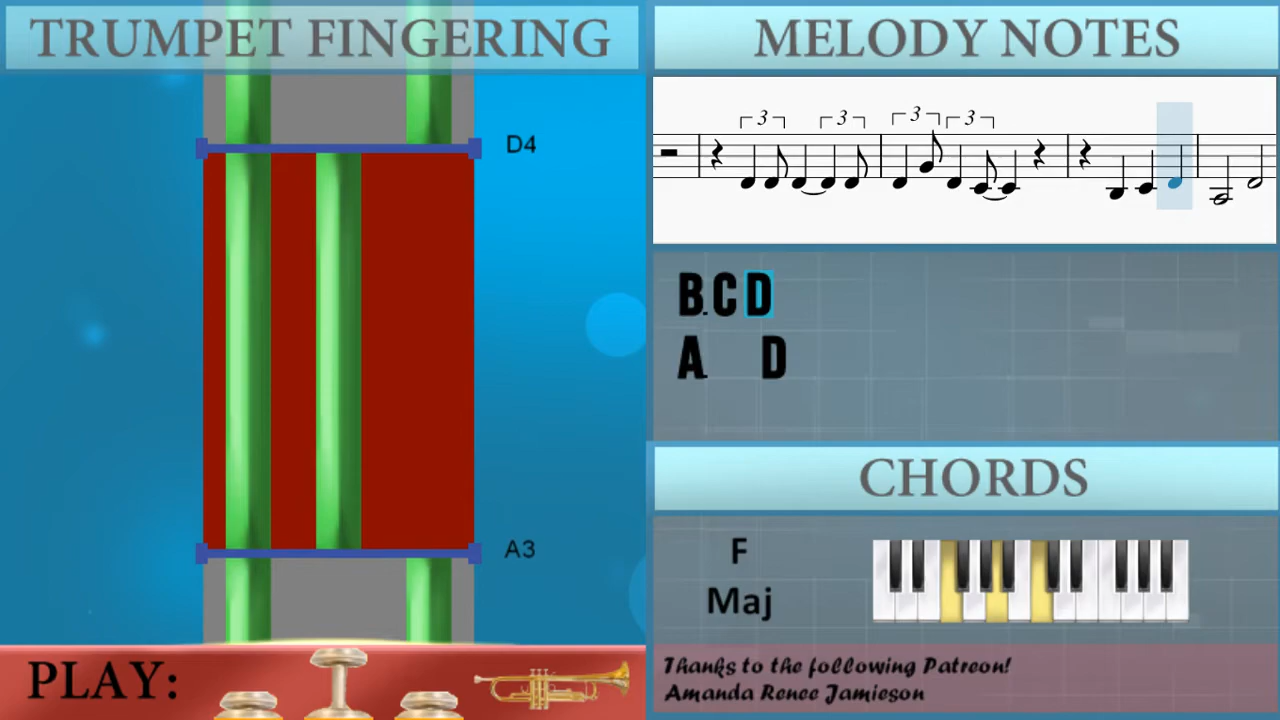 TRUMPET FINGERING
D4
A3
PLAY:
MELODY NOTES
3 3 3 3
B.CD
A. D
CHORDS
F
Maj
Thanks to the following Patreon!
Amanda Renee Jamieson